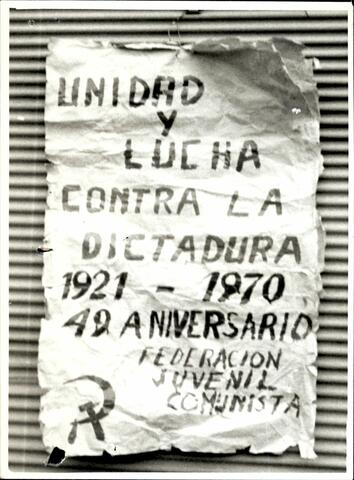 UNIDAD
Y
LUCHA
CONTRA LA
DICTADURA
1921 - 1970
49 ANIVERSARIO
FEDERACION
JUVENIL
COMUNISTA